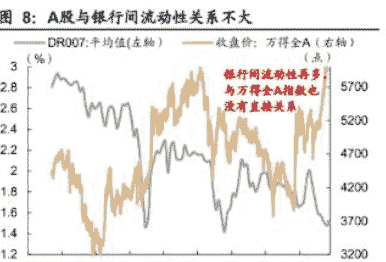 图 8：A股与银行间流动性关系不大
DR007:平均值(左轴)
收盘价：万得全A（右轴）
（%）
（点）
银行间流动性再多，
与万得全A指数也
没有直接关系
3
2.8
2.6
2.4
2.2
2
1.8
1.6
1.4
1.2
5700
5200
4700
4200
3700
3200